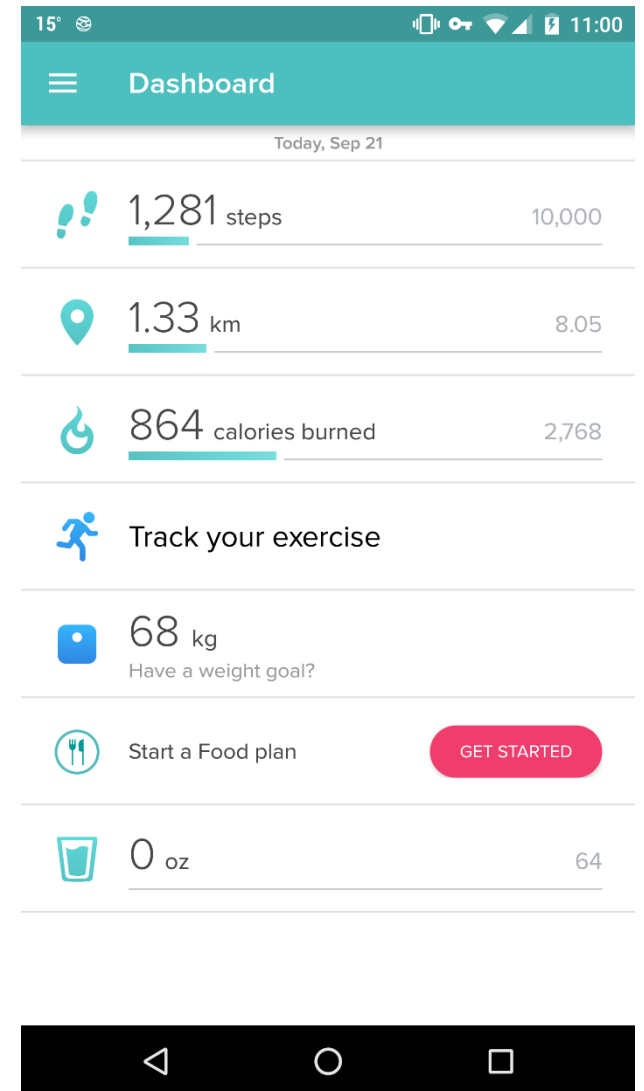 15° 11:00
Dashboard
Today, Sep 21
1,281 steps 10,000
1.33 km 8.05
864 calories burned 2,768
Track your exercise
68 kg
Have a weight goal?
Start a Food plan GET STARTED
0 oz 64